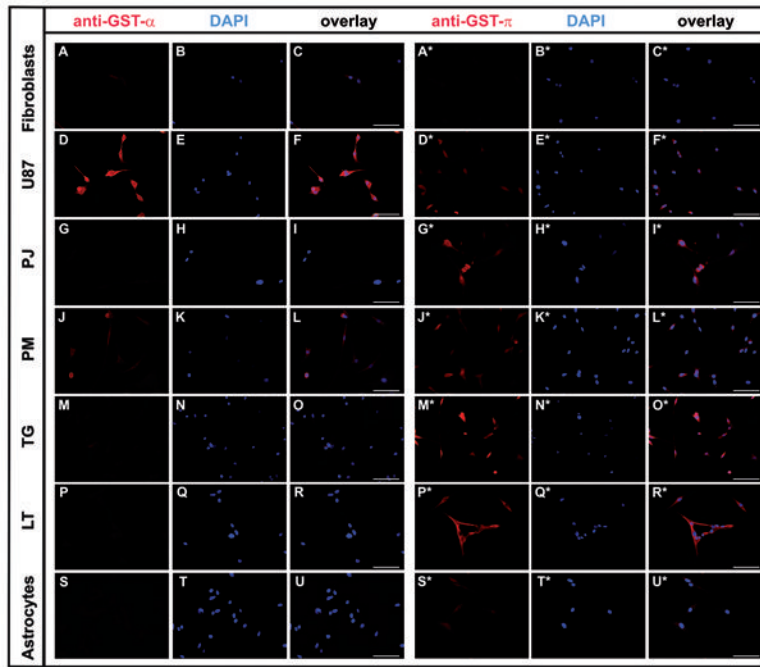 anti-GST-α DAPI overlay anti-GST-π DAPI overlay
Fibroblasts
A B C A* B* C*
U87
D E F D* E* F*
PJ
G H I G* H* I*
PM
J K L J* K* L*
TG
M N O M* N* O*
LT
P Q R P* Q* R*
Astrocytes
S T U S* T* U*